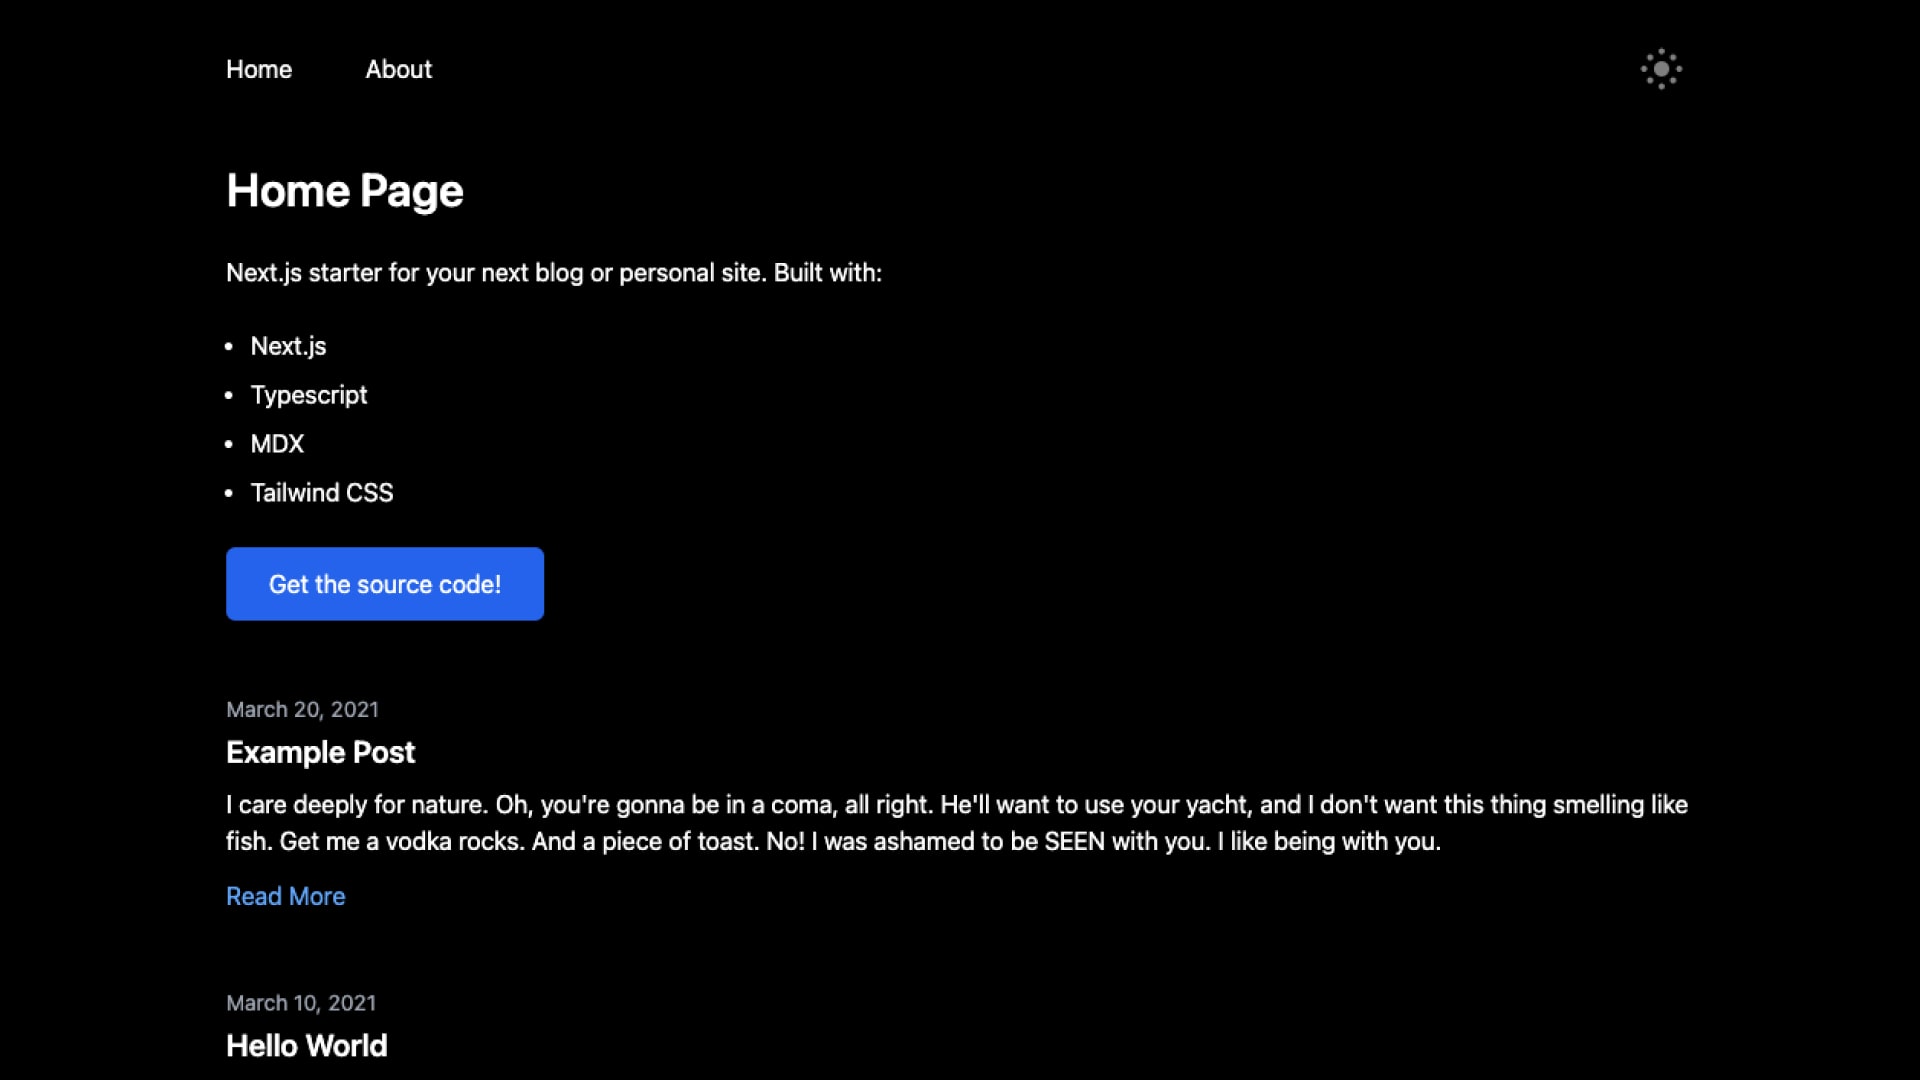 Home
About
Home Page
Next.js starter for your next blog or personal site. Built with:
• Next.js
• Typescript
• MDX
• Tailwind CSS
Get the source code!
March 20, 2021
Example Post
I care deeply for nature. Oh, you're gonna be in a coma, all right. He'll want to use your yacht, and I don't want this thing smelling like
fish. Get me a vodka rocks. And a piece of toast. No! I was ashamed to be SEEN with you. I like being with you.
Read More
March 10, 2021
Hello World